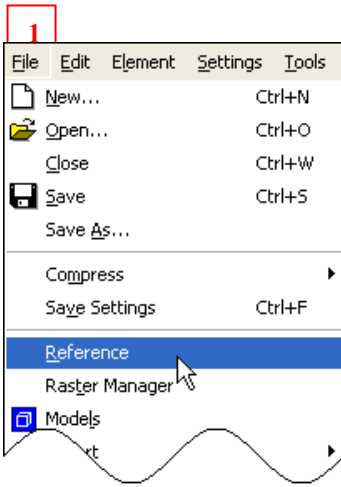 1
File Edit Element Settings Tools
New... Ctrl+N
Open... Ctrl+O
Close Ctrl+W
Save Ctrl+S
Save As...
Compress
Save Settings Ctrl+F
Reference
Raster Manager
Models